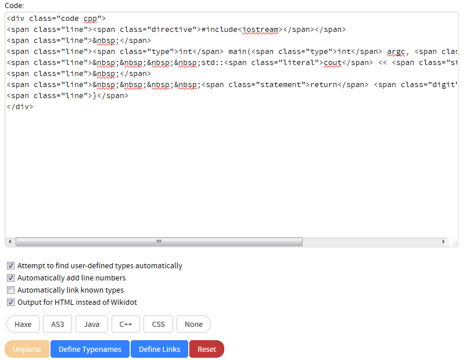 Code:
<div class="code cpp">
<span class="line"><span class="directive">#include<iostream></span></span>
<span class="line">&nbsp;</span>
<span class="line"><span class="type">int</span> main(<span class="type">int</span> argc, <span clas
<span class="line">&nbsp;&nbsp;&nbsp;&nbsp;std::<span class="literal">cout</span> << <span class="st
<span class="line">&nbsp;</span>
<span class="line">&nbsp;&nbsp;&nbsp;&nbsp;<span class="statement">return</span> <span class="digit"
<span class="line">}</span>
</div>
Attempt to find user-defined types automatically
Automatically add line numbers
Automatically link known types
Output for HTML instead of Wikidot
Haxe AS3 Java C++ CSS None
Unparse Define Typenames Define Links Reset